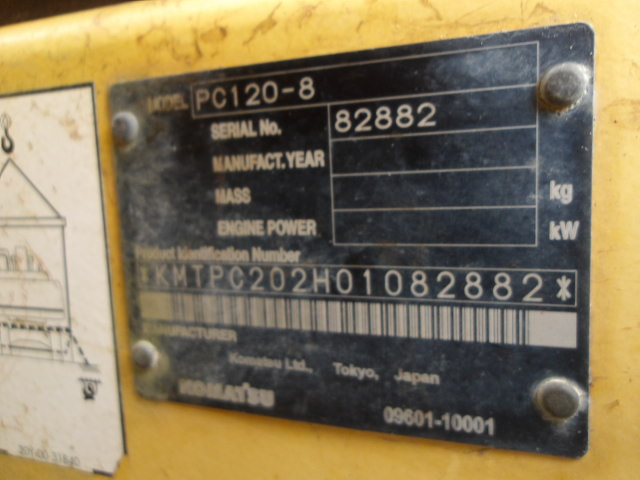 MODEL PC120-8
SERIAL No. 82882
MANUFACT. YEAR
MASS kg
ENGINE POWER kW
Product Identification Number
*KMTPC202H01082882*
MANUFACTURER
Komatsu Ltd., Tokyo, Japan
KOMATSU
09601-10001